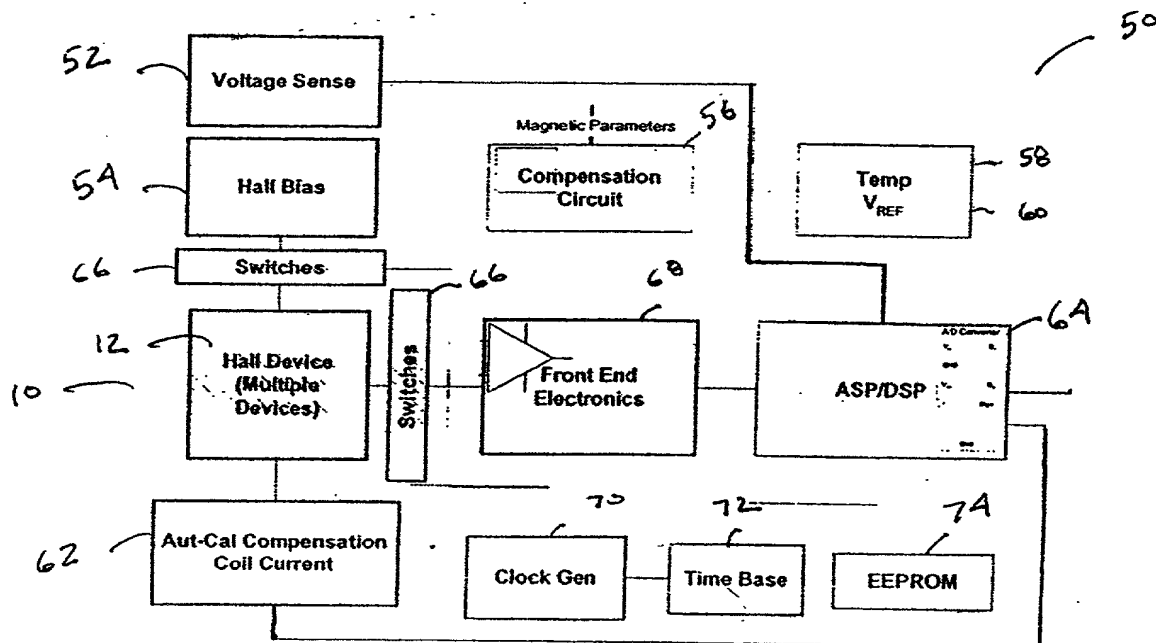 50
52
Voltage Sense
Magnetic Parameters
56
54
Hall Bias
Compensation
Circuit
Temp
VREF
58
60
66
Switches
66
68
64
12
10
Hall Device
(Multiple
Devices)
Switches
Front End
Electronics
ASP/DSP
A/D Converter
62
Aut-Cal Compensation
Coil Current
70
Clock Gen
72
Time Base
74
EEPROM